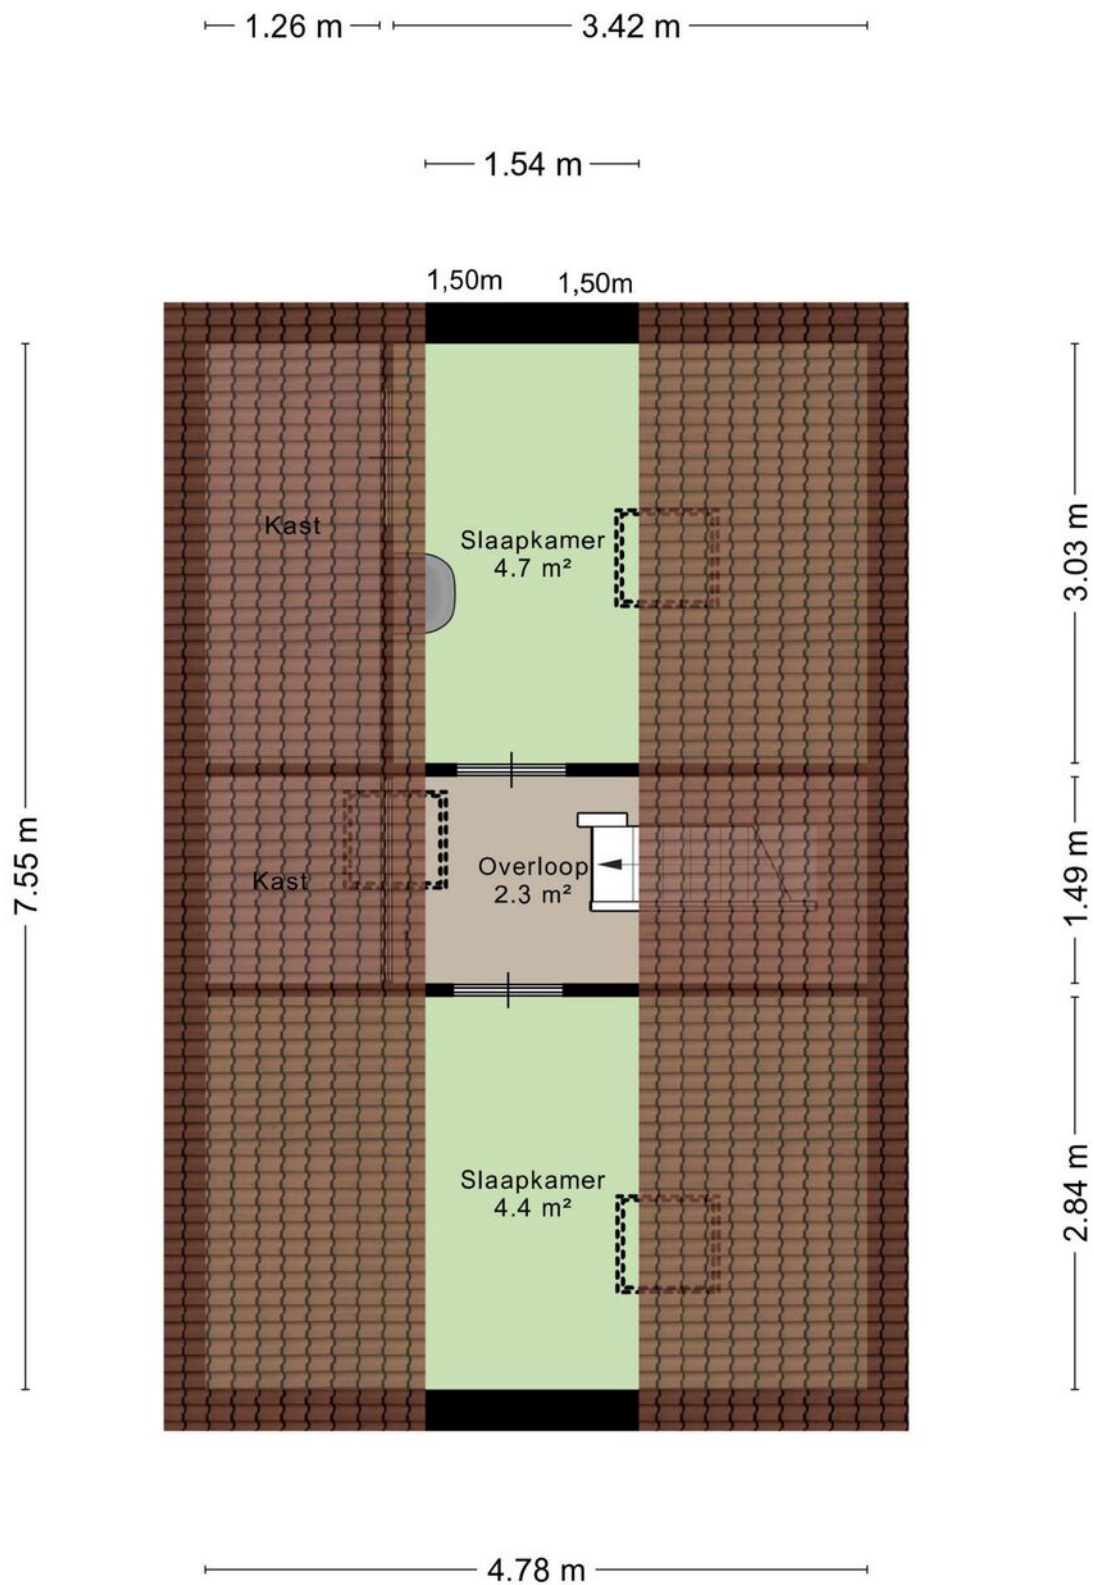 1.26 m
3.42 m
1.54 m
1,50m
1,50m
Kast
Slaapkamer
4.7 m²
3.03 m
7.55 m
Kast
Overloop
2.3 m²
1.49 m
Slaapkamer
4.4 m²
2.84 m
4.78 m